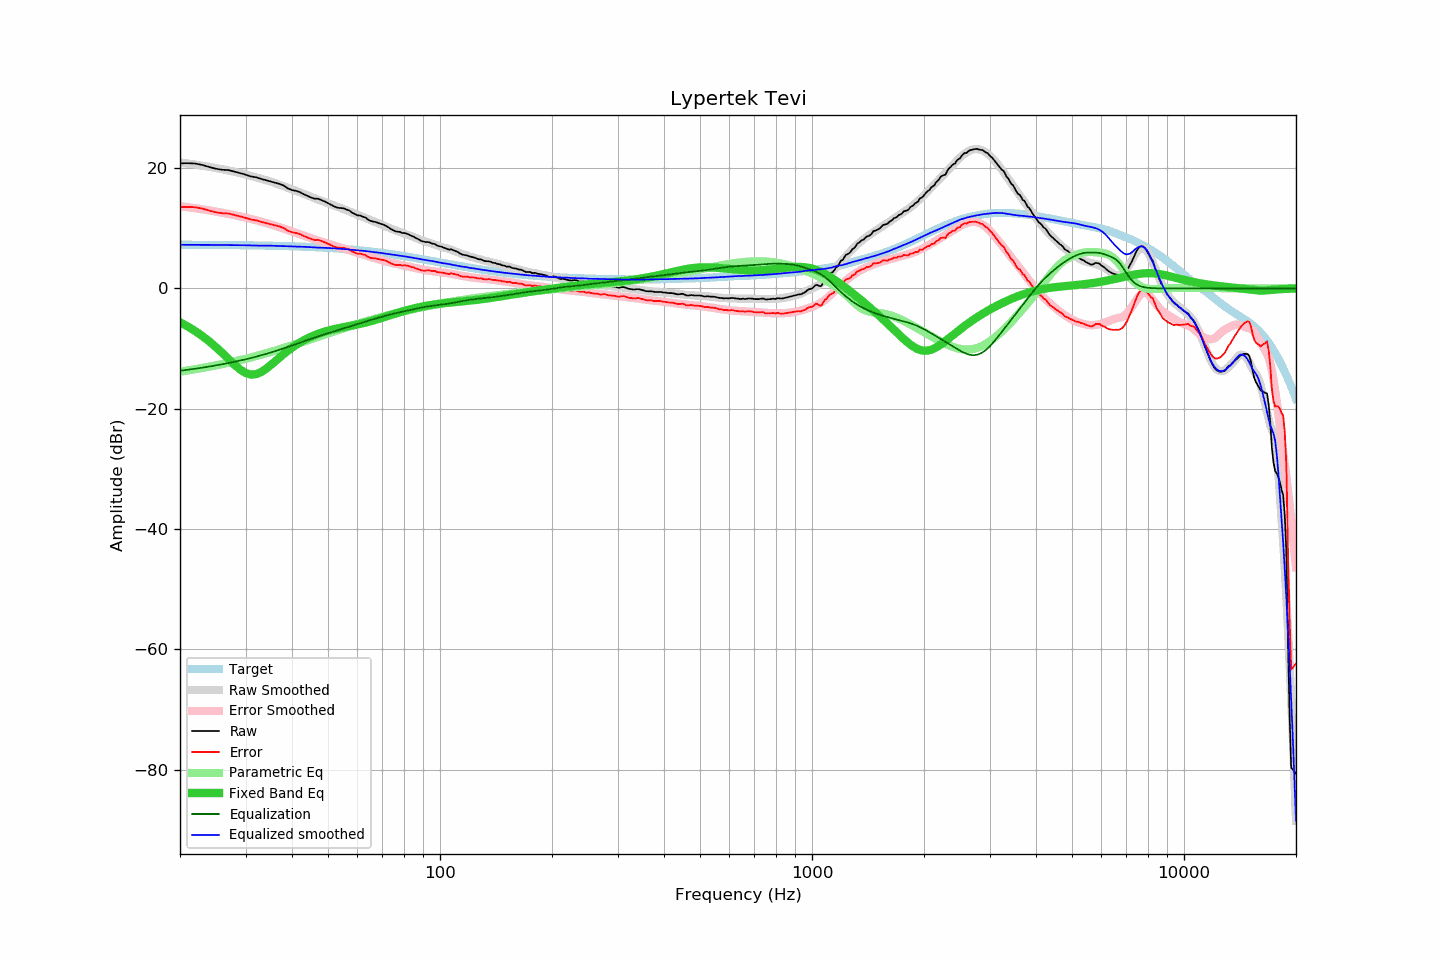 Lypertek Tevi
20
0
−20
−40
−60
−80
Amplitude (dBr)
Target
Raw Smoothed
Error Smoothed
Raw
Error
Parametric Eq
Fixed Band Eq
Equalization
Equalized smoothed
100 1000 10000
Frequency (Hz)